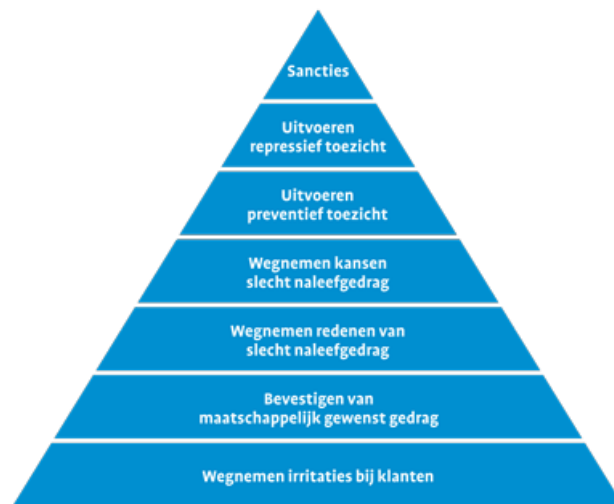 Sancties
Uitvoeren
repressief toezicht
Uitvoeren
preventief toezicht
Wegnemen kansen
slecht naleefgedrag
Wegnemen redenen van
slecht naleefgedrag
Bevestigen van
maatschappelijk gewenst gedrag
Wegnemen irritaties bij klanten